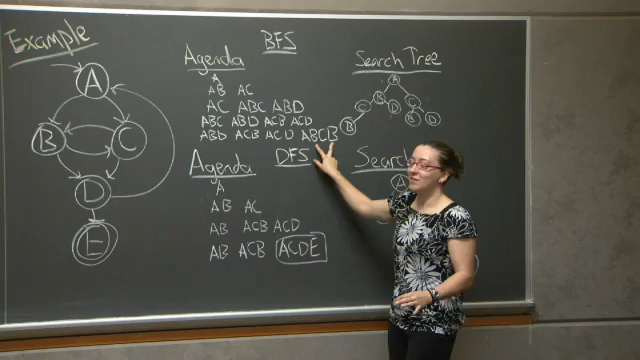 Example
A
B
C
D
E
BFS
Agenda
A
AB AC
AC ABC ABD
ABC ABD ACB ACD
ABD ACB ACD ABCB
Search Tree
A
B C
C D B D
B
DFS
Agenda
A
AB AC
AB ACB ACD
AB ACB ACDE
Search
A